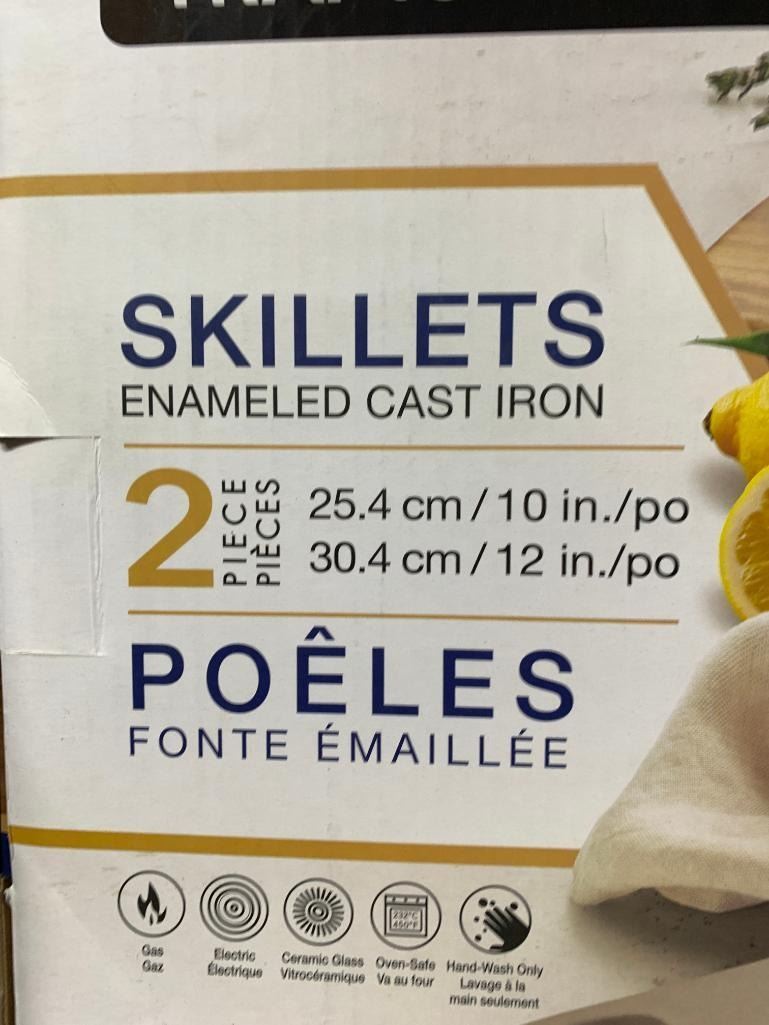 SKILLETS
ENAMELED CAST IRON
2 PIECE
PIÈCES
25.4 cm / 10 in./po
30.4 cm / 12 in./po
POÊLES
FONTE ÉMAILLÉE
232°C
450°F
Gas
Gaz
Electric
Électrique
Ceramic Glass
Vitrocéramique
Oven-Safe
Va au four
Hand-Wash Only
Lavage à la
main seulement